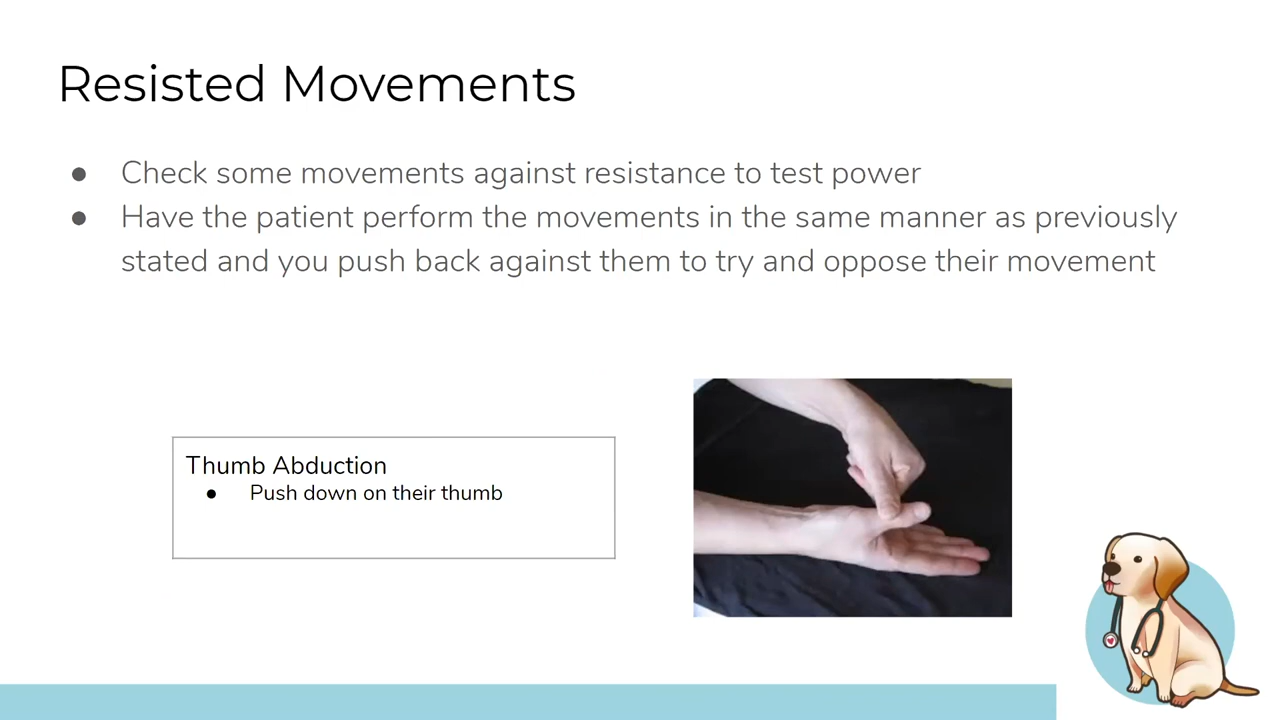 Resisted Movements
● Check some movements against resistance to test power
● Have the patient perform the movements in the same manner as previously
stated and you push back against them to try and oppose their movement
Thumb Abduction
● Push down on their thumb